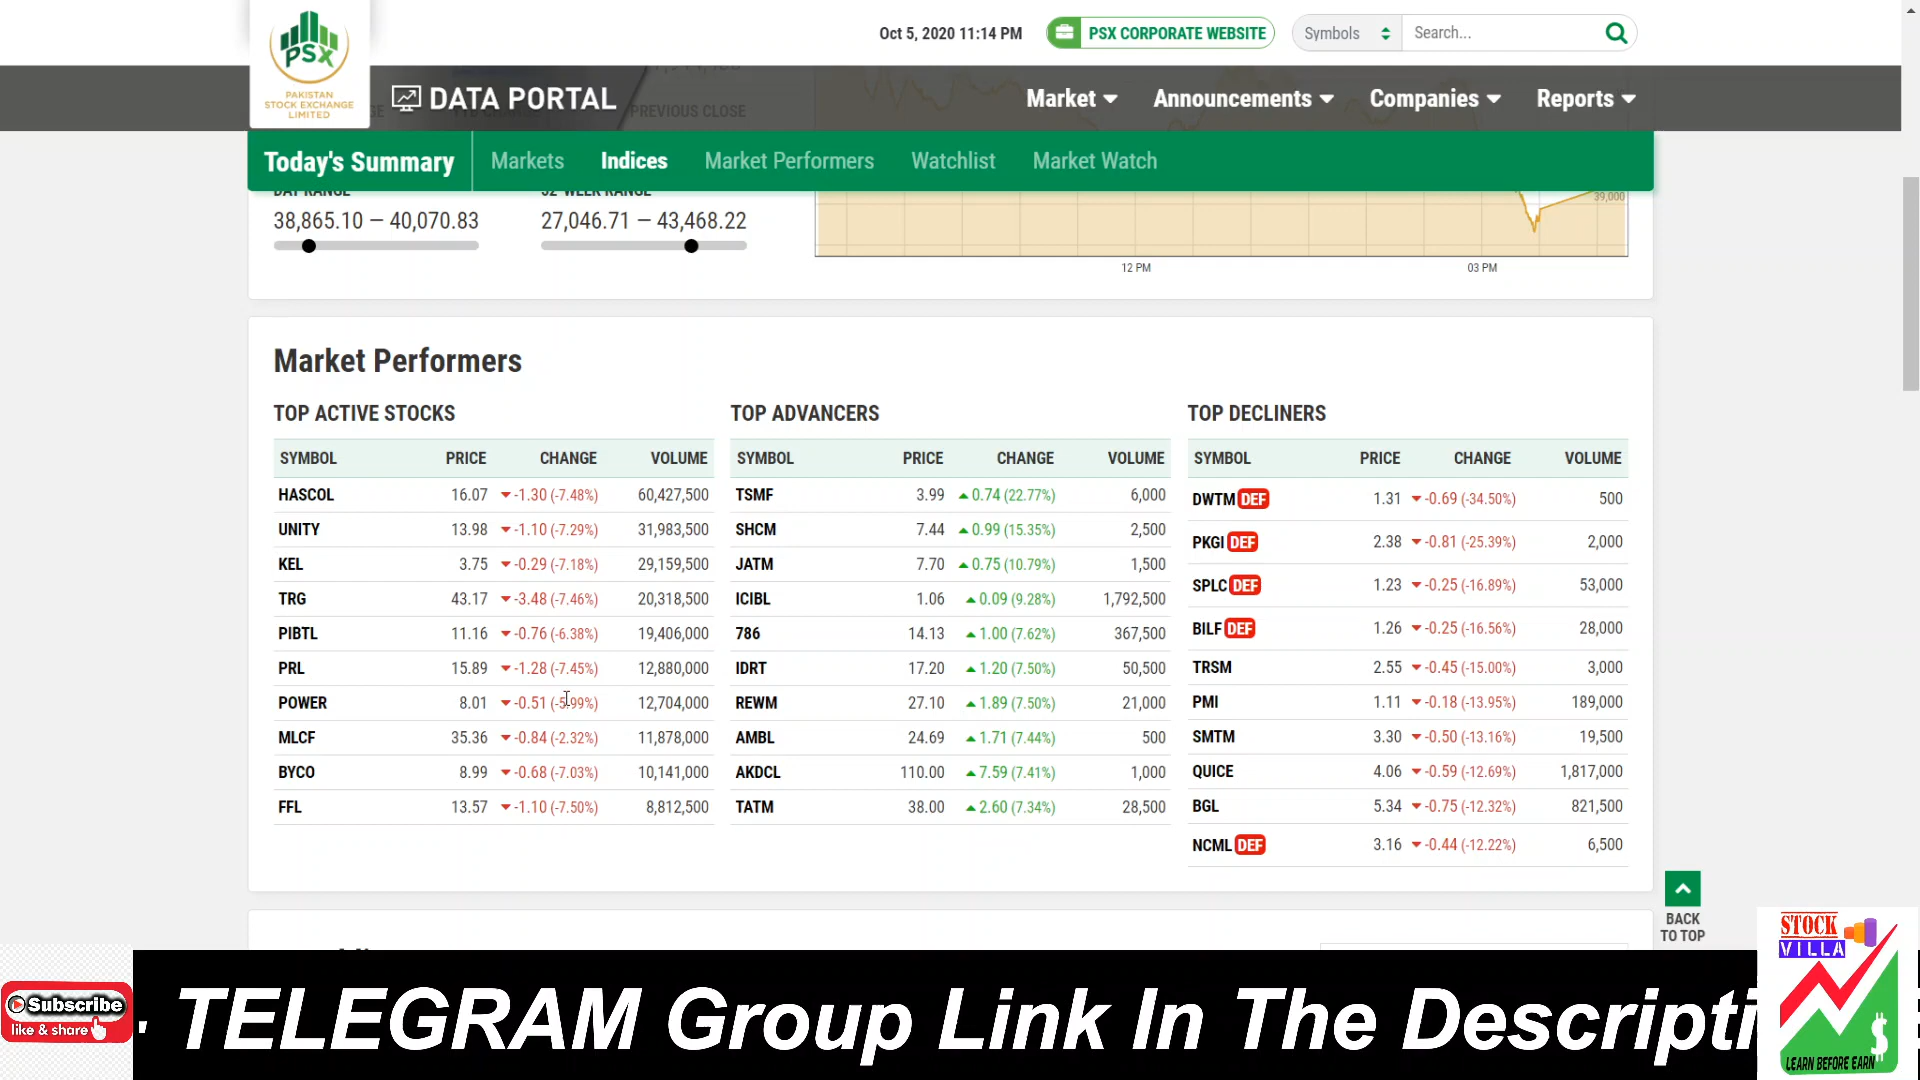 PSX
PAKISTAN
STOCK EXCHANGE
LIMITED
Oct 5, 2020 11:14 PM
PSX CORPORATE WEBSITE
Symbols
Search...
DATA PORTAL
Market
Announcements
Companies
Reports
PREVIOUS CLOSE
Today's Summary
Markets
Indices
Market Performers
Watchlist
Market Watch
DAY RANGE
52-WEEK RANGE
38,865.10 — 40,070.83
27,046.71 — 43,468.22
39,000
12 PM
03 PM
Market Performers
TOP ACTIVE STOCKS
SYMBOL PRICE CHANGE VOLUME
HASCOL 16.07 -1.30 (-7.48%) 60,427,500
UNITY 13.98 -1.10 (-7.29%) 31,983,500
KEL 3.75 -0.29 (-7.18%) 29,159,500
TRG 43.17 -3.48 (-7.46%) 20,318,500
PIBTL 11.16 -0.76 (-6.38%) 19,406,000
PRL 15.89 -1.28 (-7.45%) 12,880,000
POWER 8.01 -0.51 (-5.99%) 12,704,000
MLCF 35.36 -0.84 (-2.32%) 11,878,000
BYCO 8.99 -0.68 (-7.03%) 10,141,000
FFL 13.57 -1.10 (-7.50%) 8,812,500
TOP ADVANCERS
SYMBOL PRICE CHANGE VOLUME
TSMF 3.99 0.74 (22.77%) 6,000
SHCM 7.44 0.99 (15.35%) 2,500
JATM 7.70 0.75 (10.79%) 1,500
ICIBL 1.06 0.09 (9.28%) 1,792,500
786 14.13 1.00 (7.62%) 367,500
IDRT 17.20 1.20 (7.50%) 50,500
REWM 27.10 1.89 (7.50%) 21,000
AMBL 24.69 1.71 (7.44%) 500
AKDCL 110.00 7.59 (7.41%) 1,000
TATM 38.00 2.60 (7.34%) 28,500
TOP DECLINERS
SYMBOL PRICE CHANGE VOLUME
DWTM DEF 1.31 -0.69 (-34.50%) 500
PKGI DEF 2.38 -0.81 (-25.39%) 2,000
SPLC DEF 1.23 -0.25 (-16.89%) 53,000
BILF DEF 1.26 -0.25 (-16.56%) 28,000
TRSM 2.55 -0.45 (-15.00%) 3,000
PMI 1.11 -0.18 (-13.95%) 189,000
SMTM 3.30 -0.50 (-13.16%) 19,500
QUICE 4.06 -0.59 (-12.69%) 1,817,000
BGL 5.34 -0.75 (-12.32%) 821,500
NCML DEF 3.16 -0.44 (-12.22%) 6,500
BACK
TO TOP
Subscribe
like & share
TELEGRAM Group Link In The Descripti
STOCK
VILLA
$
LEARN BEFORE EARN